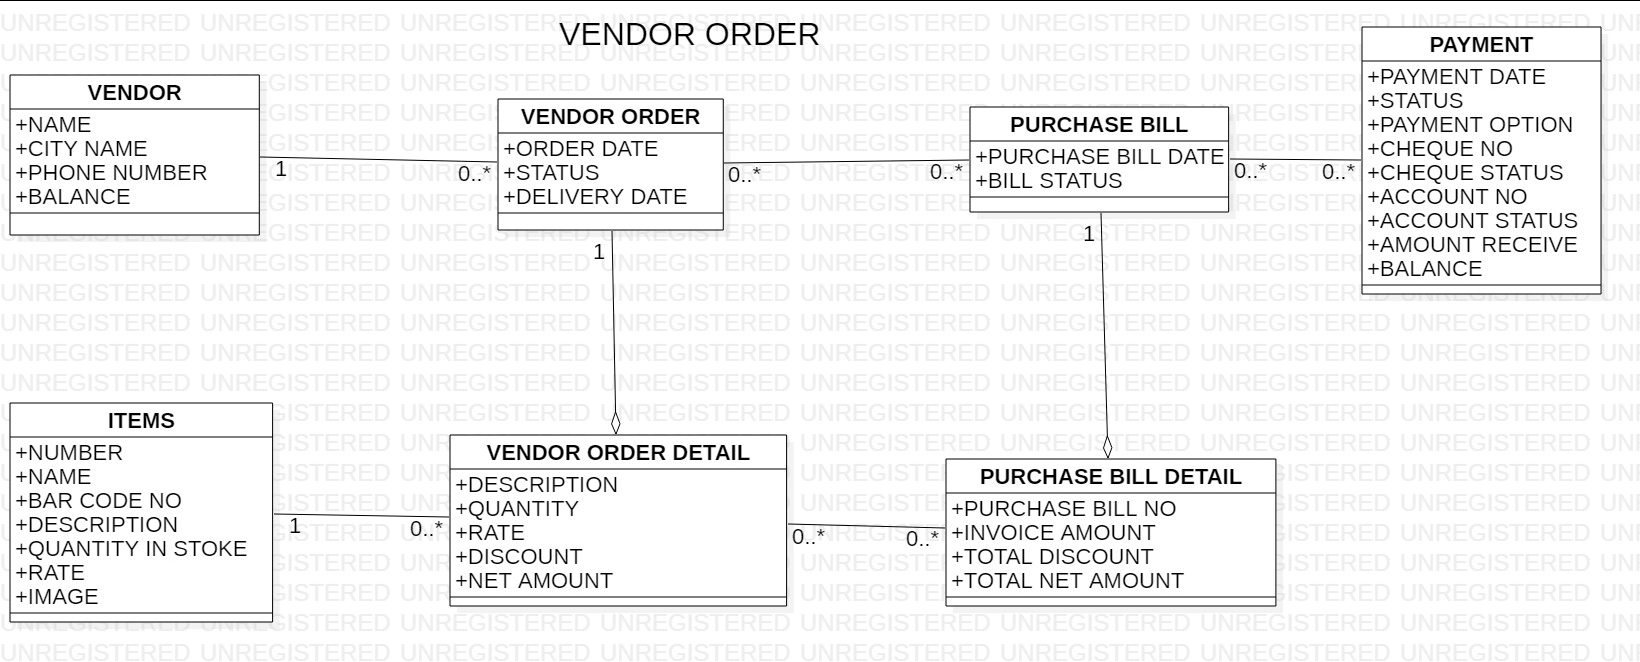 VENDOR ORDER
VENDOR
+NAME
+CITY NAME
+PHONE NUMBER
+BALANCE
1
0..*
VENDOR ORDER
+ORDER DATE
+STATUS
+DELIVERY DATE
0..*
0..*
1
PURCHASE BILL
+PURCHASE BILL DATE
+BILL STATUS
0..*
0..*
1
PAYMENT
+PAYMENT DATE
+STATUS
+PAYMENT OPTION
+CHEQUE NO
+CHEQUE STATUS
+ACCOUNT NO
+ACCOUNT STATUS
+AMOUNT RECEIVE
+BALANCE
ITEMS
+NUMBER
+NAME
+BAR CODE NO
+DESCRIPTION
+QUANTITY IN STOKE
+RATE
+IMAGE
1
0..*
VENDOR ORDER DETAIL
+DESCRIPTION
+QUANTITY
+RATE
+DISCOUNT
+NET AMOUNT
0..*
0..*
PURCHASE BILL DETAIL
+PURCHASE BILL NO
+INVOICE AMOUNT
+TOTAL DISCOUNT
+TOTAL NET AMOUNT
UNREGISTERED